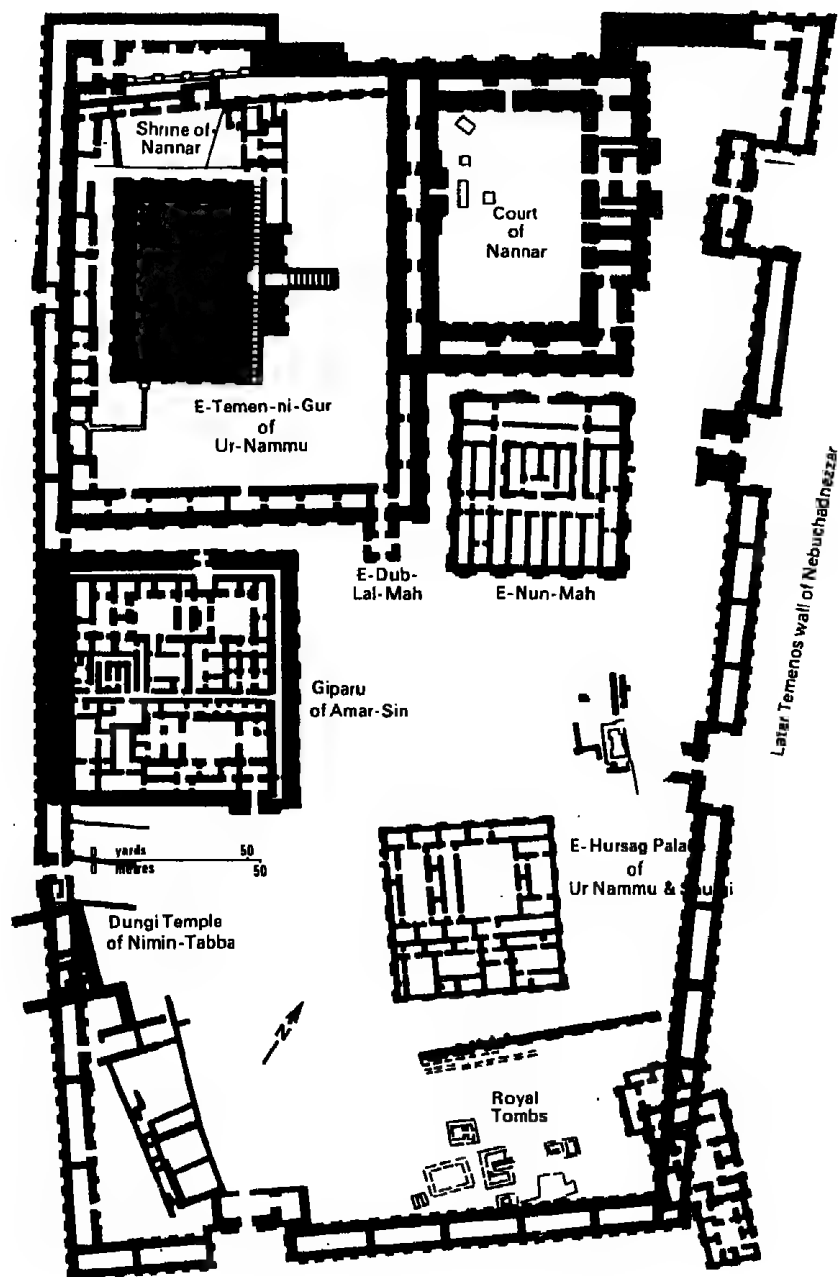 Shrine of
Nannar
Court
of
Nannar
E-Temen-ni-Gur
of
Ur-Nammu
E-Dub-
Lal-Mah
E-Nun-Mah
Later Temenos wall of Nebuchadnezzar
Giparu
of Amar-Sin
0 yards 50
0 metres 50
E-Hursag
of
Ur Nammu &
Dungi Temple
of Nimin-Tabba
N
Royal
Tombs